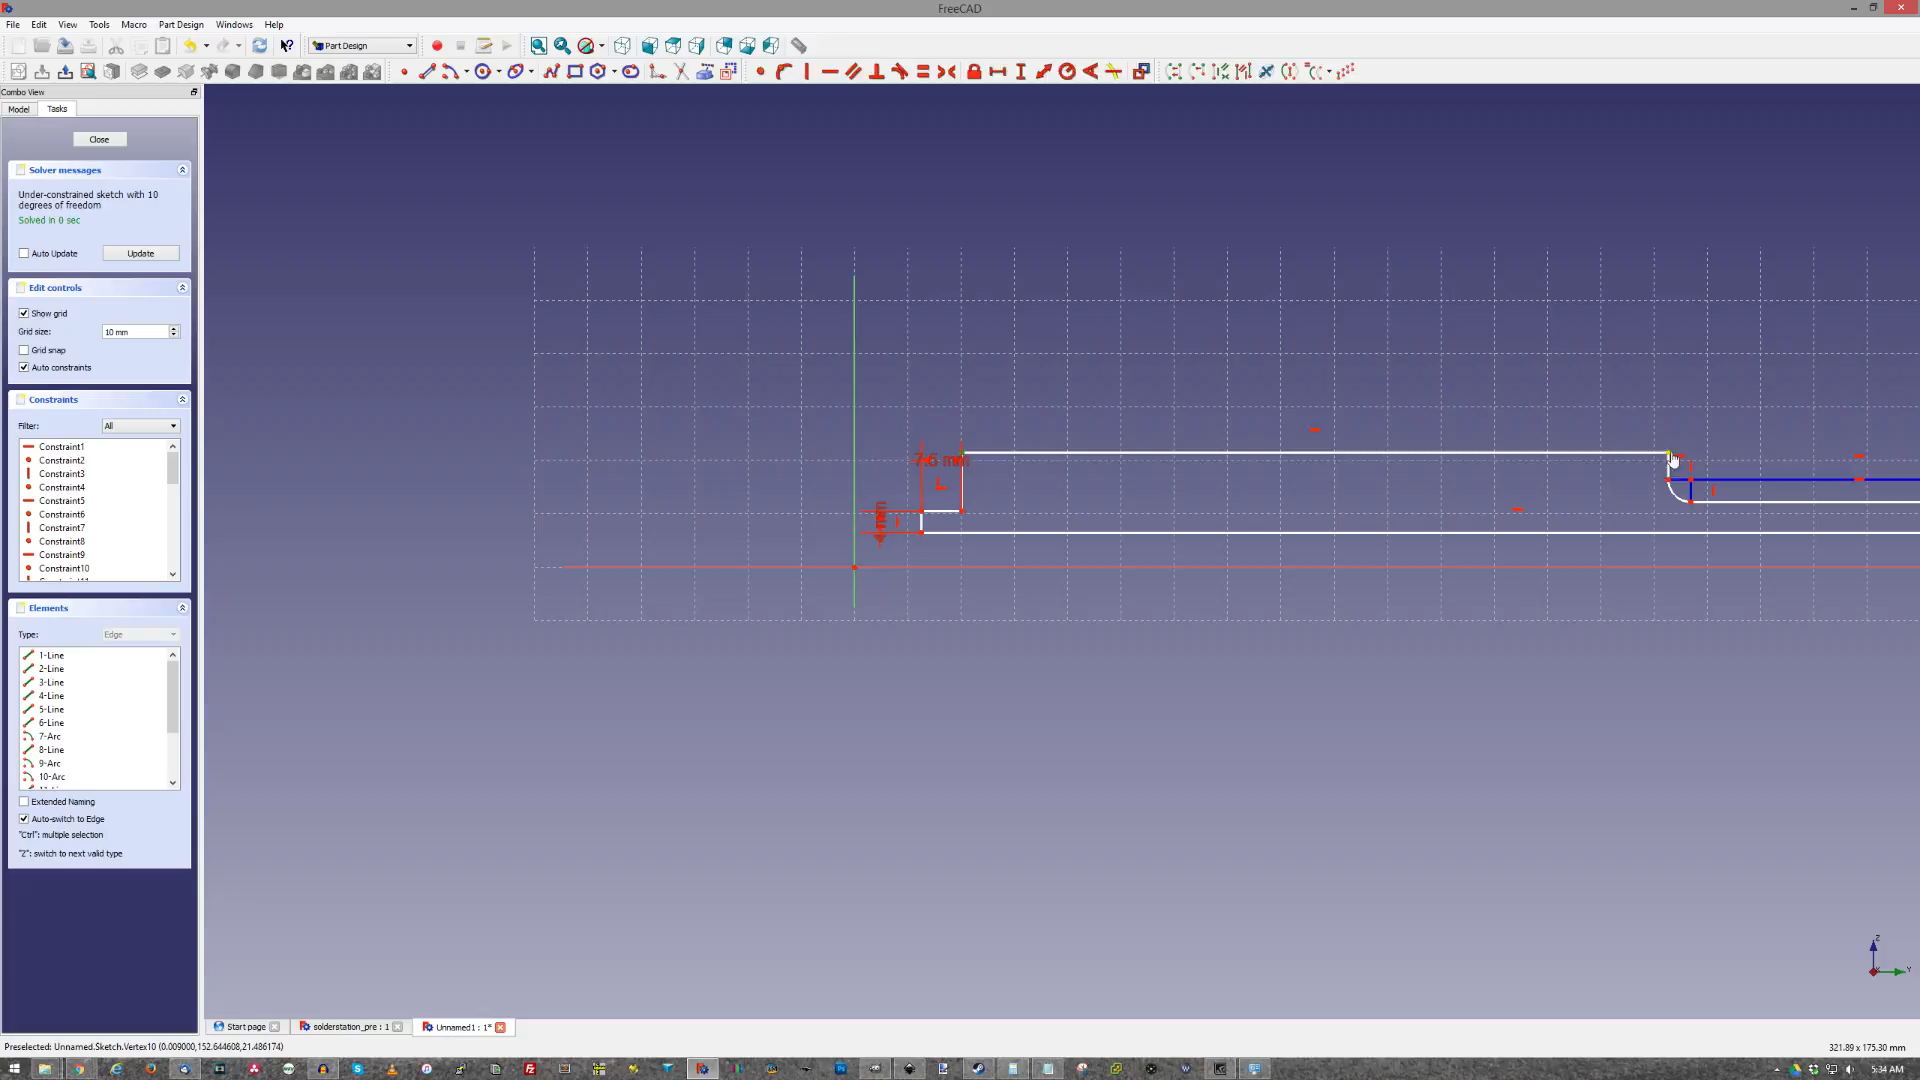 FreeCAD
File Edit View Tools Macro Part Design Windows Help
Part Design
Combo View
Model Tasks
Close
Solver messages
Under-constrained sketch with 10
degrees of freedom
Solved in 0 sec
Auto Update Update
Edit controls
Show grid
Grid size: 10 mm
Grid snap
Auto constraints
Constraints
Filter: All
Constraint1
Constraint2
Constraint3
Constraint4
Constraint5
Constraint6
Constraint7
Constraint8
Constraint9
Constraint10
Elements
Type: Edge
1-Line
2-Line
3-Line
4-Line
5-Line
6-Line
7-Arc
8-Line
9-Arc
10-Arc
Extended Naming
Auto-switch to Edge
"Ctrl": multiple selection
"Z": switch to next valid type
Z
Y
Start page solderstation_pre : 1 Unnamed1 : 1*
Preselected: Unnamed.Sketch.Vertex10 (0.009000,152.644608,21.486174)
321.89 x 175.30 mm
5:34 AM